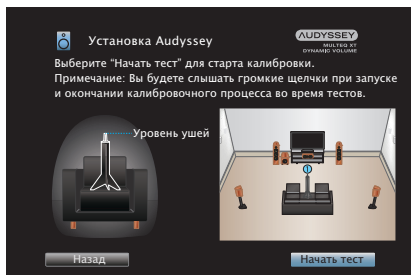 Установка Audyssey
AUDYSSEY
MULTEQ XT
DYNAMIC VOLUME
Выберите “Начать тест” для старта калибровки.
Примечание: Вы будете слышать громкие щелчки при запуске
и окончании калибровочного процесса во время тестов.
Уровень ушей
Назад
Начать тест